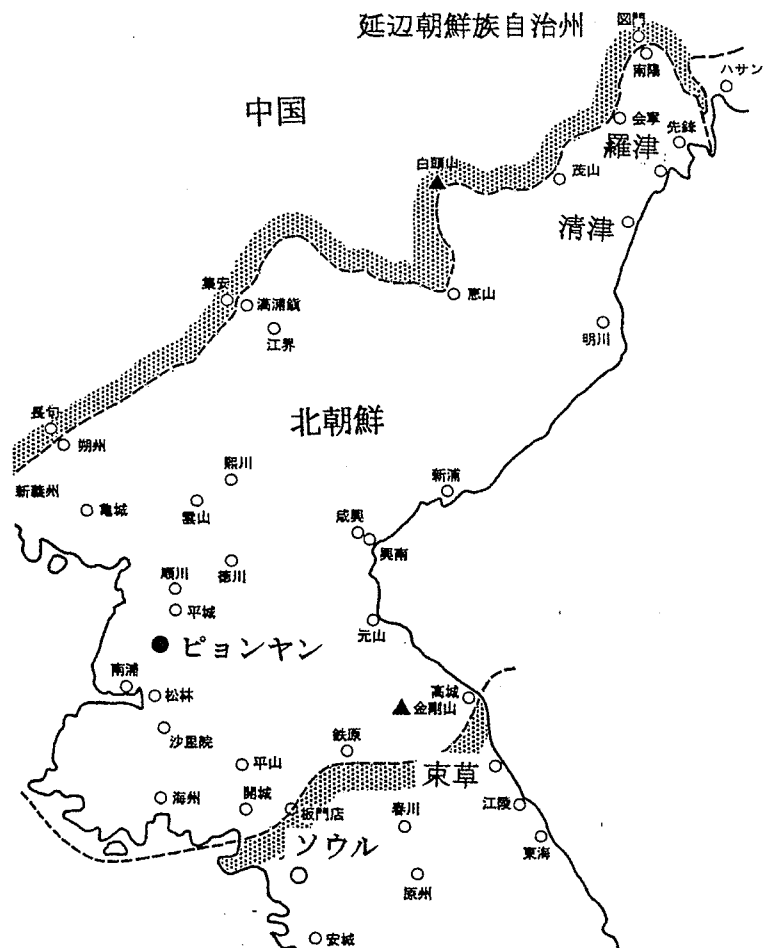 延辺朝鮮族自治州
図門
南陽
ハサン
中国
会寧
先鋒
羅津
白頭山
茂山
清津
集安
満浦鎮
恵山
江界
明川
長甸
朔州
北朝鮮
熙川
新浦
新義州
亀城
雲山
咸興
興南
順川
徳川
平城
元山
ピョンヤン
南浦
松林
高城
金剛山
沙里院
鉄原
平山
束草
海州
開城
板門店
春川
江陵
ソウル
東海
原州
安城